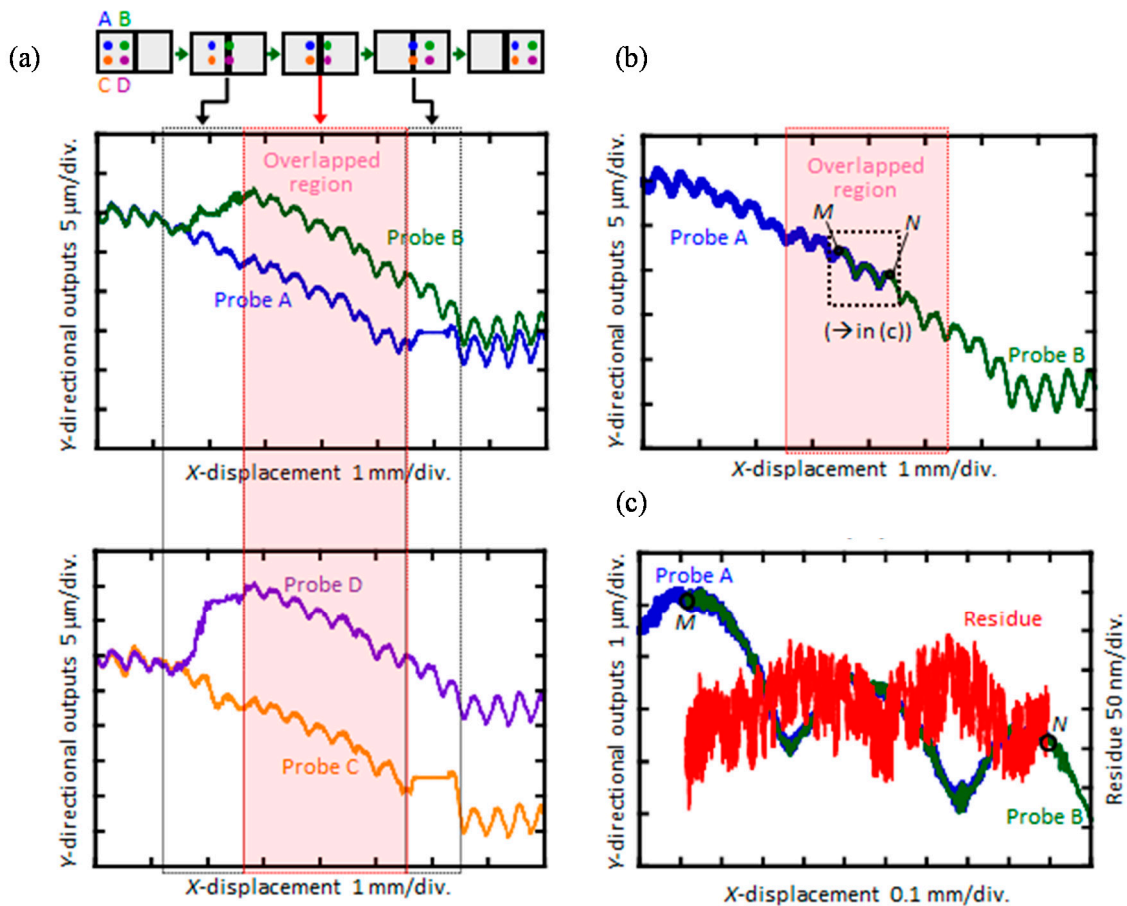 (a)
A B
C D
Y-directional outputs 5 μm/div.
Overlapped
region
Probe B
Probe A
X-displacement 1 mm/div.
Y-directional outputs 5 μm/div.
Probe D
Probe C
X-displacement 1 mm/div.
(b)
Y-directional outputs 5 μm/div.
Overlapped
region
Probe A
M
N
(→in (c))
Probe B
X-displacement 1 mm/div.
(c)
Y-directional outputs 1 μm/div.
Probe A
M
Residue
N
Probe B
Residue 50 nm/div.
X-displacement 0.1 mm/div.